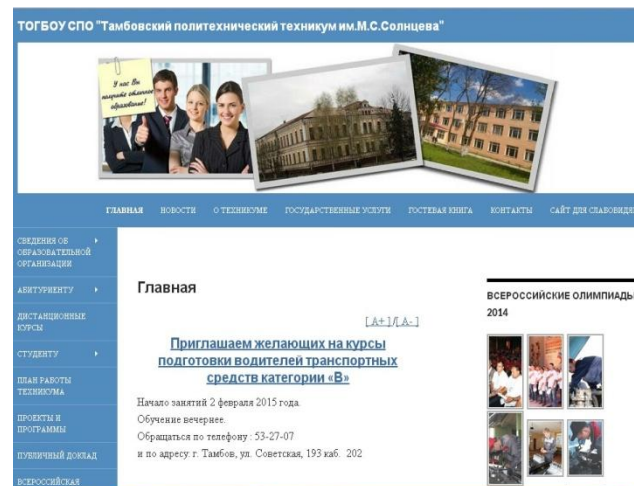 ТОГБОУ СПО "Тамбовский политехнический техникум им.М.С.Солнцева"
У нас Вы
получите отличное
образование!
ГЛАВНАЯ НОВОСТИ О ТЕХНИКУМЕ ГОСУДАРСТВЕННЫЕ УСЛУГИ ГОСТЕВАЯ КНИГА КОНТАКТЫ САЙТ ДЛЯ СЛАБОВИДЯ
СВЕДЕНИЯ ОБ
ОБРАЗОВАТЕЛЬНОЙ
ОРГАНИЗАЦИИ
АБИТУРИЕНТУ
ДИСТАНЦИОННЫЕ
КУРСЫ
СТУДЕНТУ
ПЛАН РАБОТЫ
ТЕХНИКУМА
ПРОЕКТЫ И
ПРОГРАММЫ
ПУБЛИЧНЫЙ ДОКЛАД
ВСЕРОССИЙСКАЯ
Главная
[ A+ ]/[ A- ]
Приглашаем желающих на курсы
подготовки водителей транспортных
средств категории «В»
Начало занятий 2 февраля 2015 года.
Обучение вечернее.
Обращаться по телефону : 53-27-07
и по адресу: г. Тамбов, ул. Советская, 193 каб. 202
ВСЕРОССИЙСКИЕ ОЛИМПИАДЫ
2014